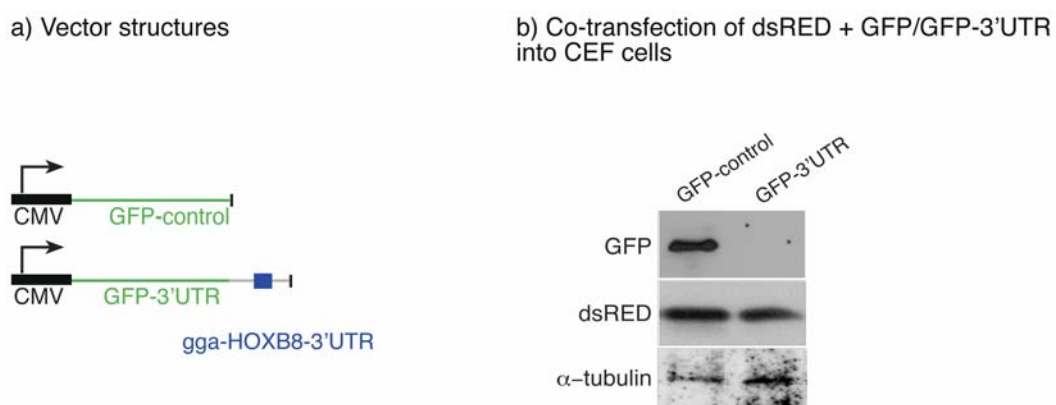 a) Vector structures
CMV
GFP-control
CMV
GFP-3'UTR
gga-HOXB8-3'UTR
b) Co-transfection of dsRED + GFP/GFP-3'UTR
into CEF cells
GFP-control
GFP-3'UTR
GFP
dsRED
α-tubulin